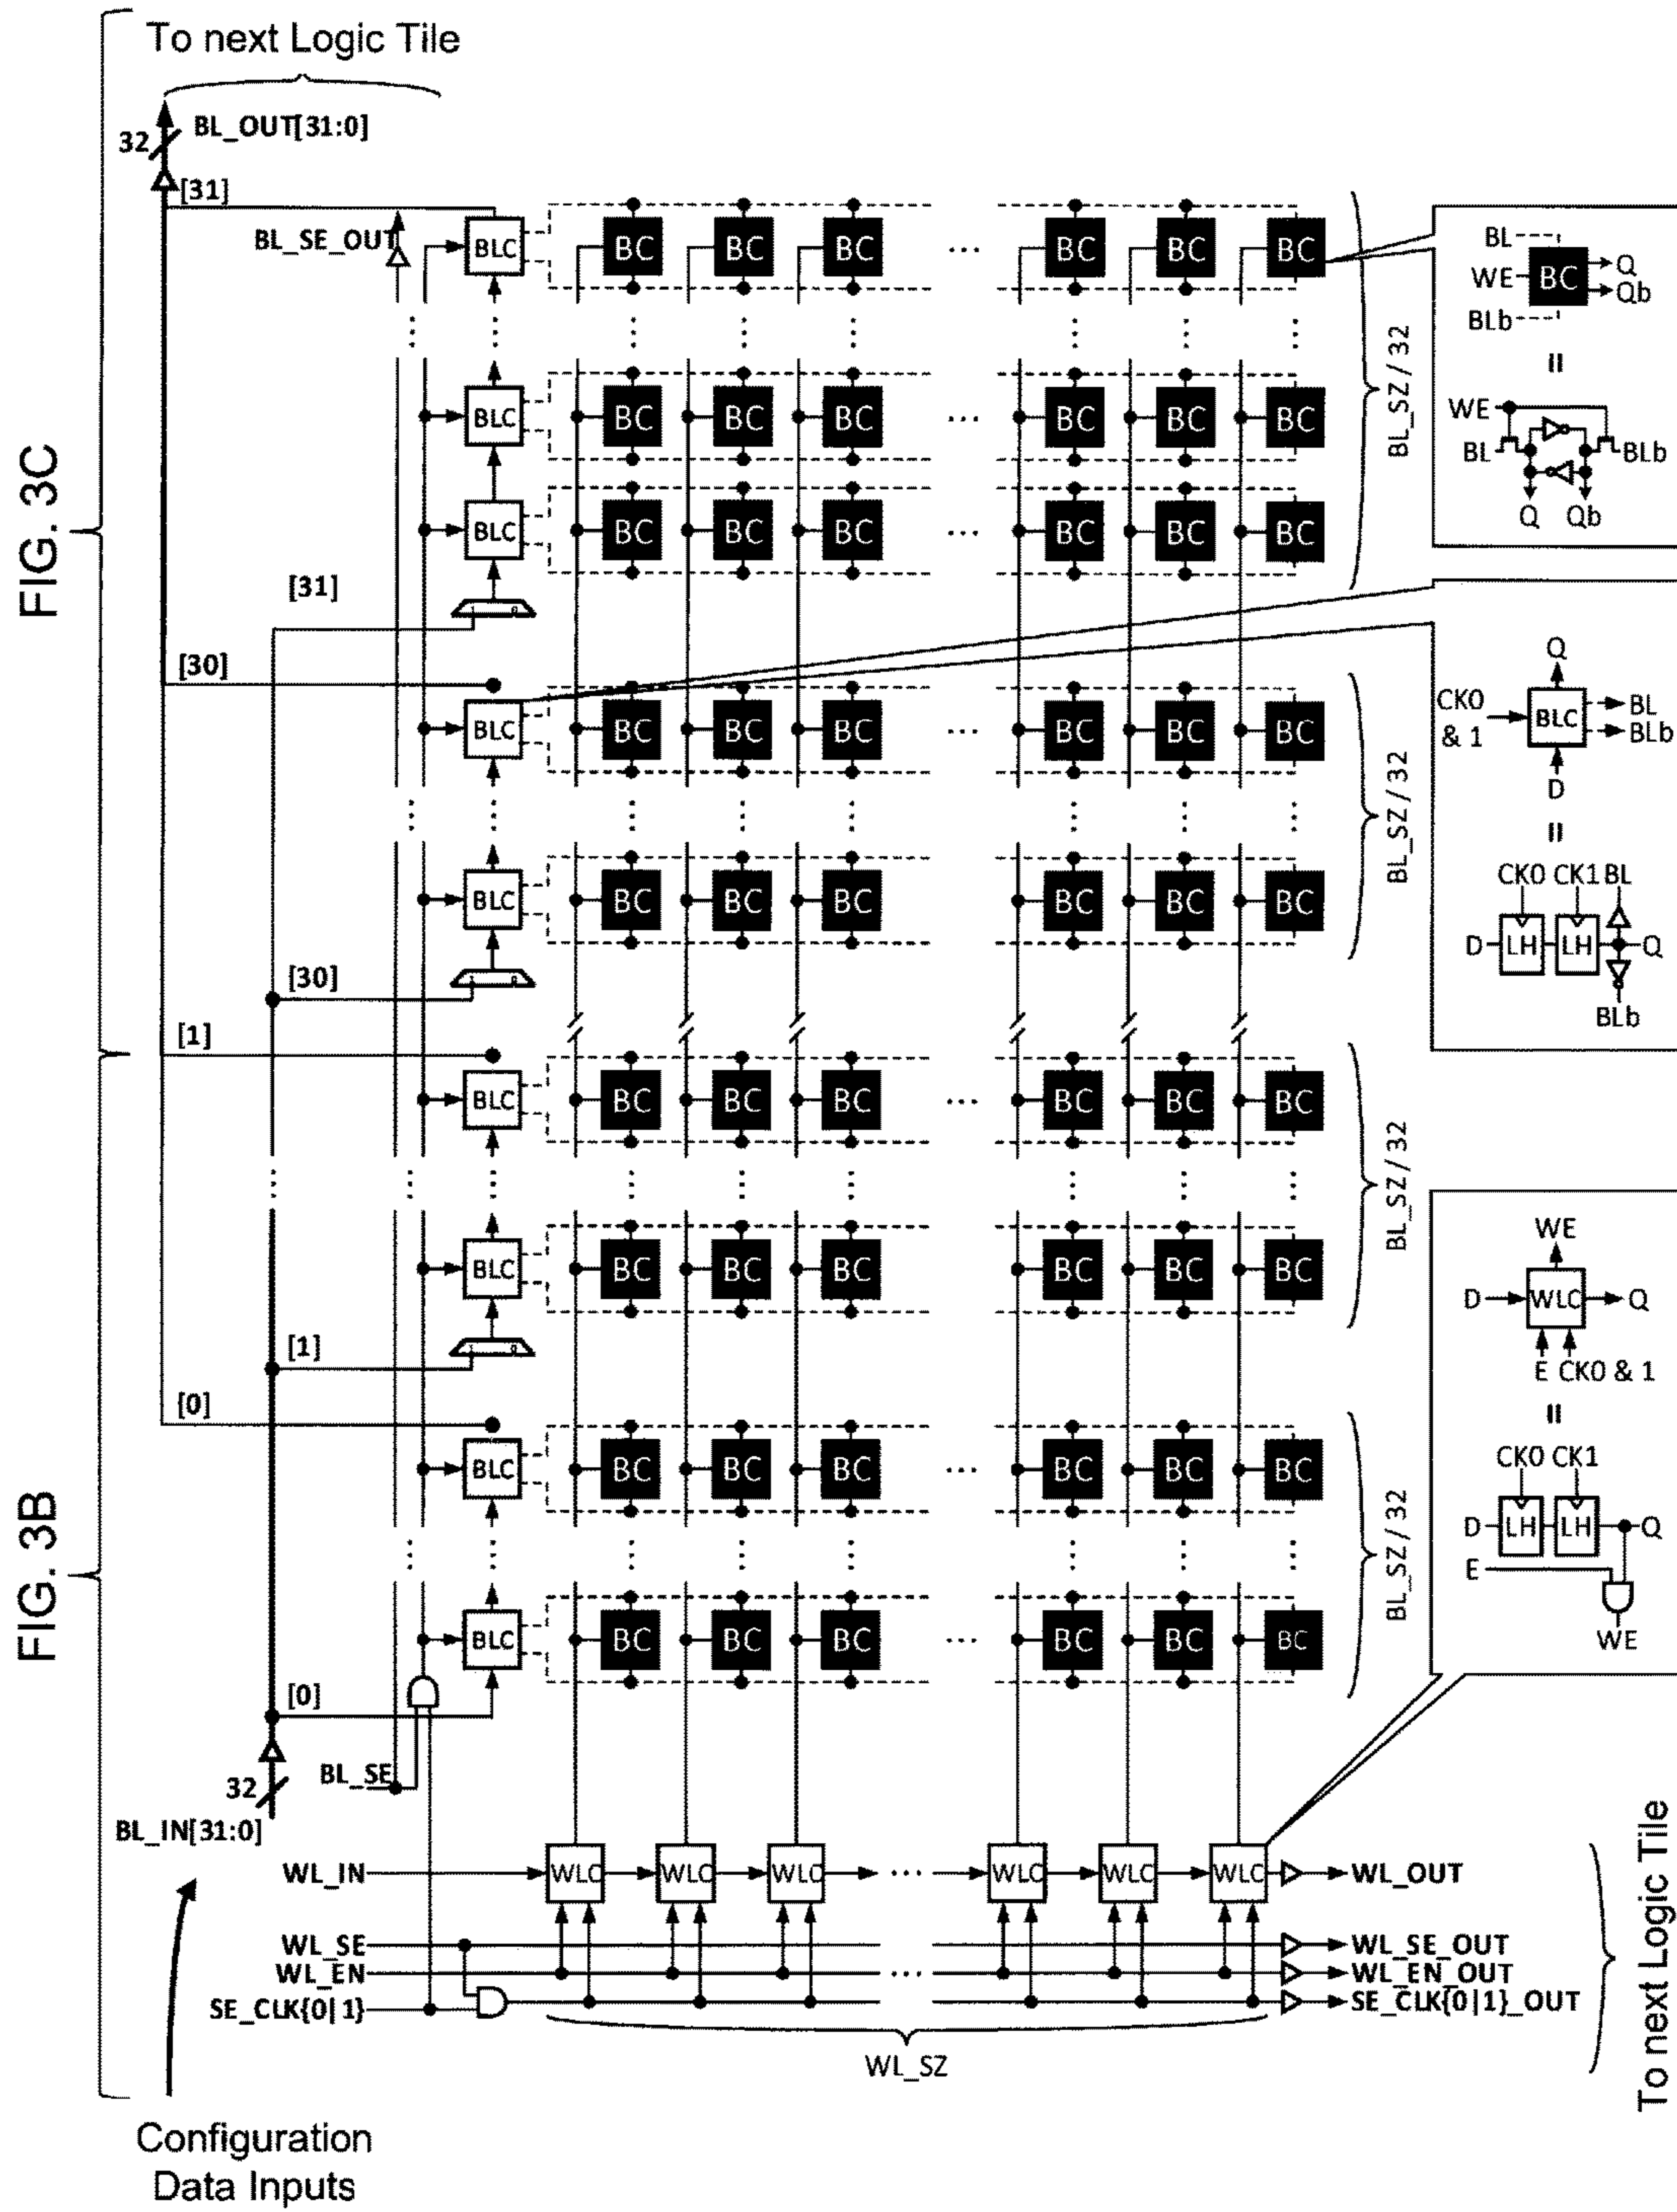 To next Logic Tile
32
BL_OUT[31:0]
[31]
BL_SE_OUT
BLC BC BC BC ... BC BC BC
BLC BC BC BC ... BC BC BC
BLC BC BC BC ... BC BC BC
BL_SZ / 32
[31]
1 0
[30]
BLC BC BC BC ... BC BC BC
BLC BC BC BC ... BC BC BC
BL_SZ / 32
[30]
1 0
[1]
BLC BC BC BC ... BC BC BC
BLC BC BC BC ... BC BC BC
BL_SZ / 32
[1]
1 0
[0]
BLC BC BC BC ... BC BC BC
BLC BC BC BC ... BC BC BC
BL_SZ / 32
[0]
BL_SE
32
BL_IN[31:0]
WL_IN WLC WLC WLC ... WLC WLC WLC WL_OUT
WL_SE WL_SE_OUT
WL_EN ... WL_EN_OUT
SE_CLK{0|1} SE_CLK{0|1}_OUT
WL_SZ
Configuration
Data Inputs
To next Logic Tile
FIG. 3C
FIG. 3B
BL
WE BC Q
Qb
BLb
=
WE
BL BLb
Q Qb
Q
CK0
& 1
BLC BL
BLb
D
=
CK0 CK1 BL
D LH LH Q
BLb
WE
D WLC Q
E CK0 & 1
=
CK0 CK1
D LH LH Q
E
WE